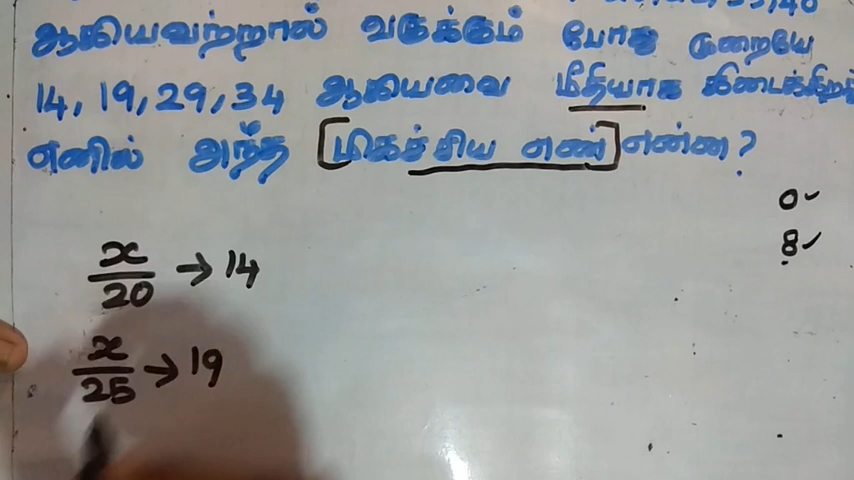 ஆகியவற்றால் வகுக்கும் போது முறையே
14, 19, 29, 34 ஆகியவை மீதியாக
எனில் அந்த [மிகச்சிறிய எண்] என்ன?
0✓
8✓
x/20 → 14
x/25 → 19